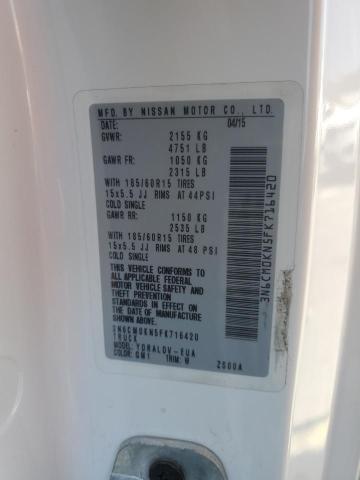 MFD. BY NISSAN MOTOR CO., LTD.
DATE: 04/15
GVWR: 2155 KG
4751 LB
GAWR FR: 1050 KG
2315 LB
WITH 185/60R15 TIRES
15x5.5 JJ RIMS AT 44PSI
COLD SINGLE
GAWR RR: 1150 KG
2535 LB
WITH 185/60R15 TIRES
15x5.5 JJ RIMS AT 48 PSI
COLD SINGLE
THIS VEHICLE CONFORMS TO
ALL APPLICABLE FEDERAL
MOTOR VEHICLE SAFETY
AND THEFT PREVENTION
STANDARDS IN EFFECT ON
THE DATE OF MANUFACTURE
SHOWN ABOVE.
3N6CM0KN5FK716420
TRUCK
MODEL: YDRALDV-EUA
COLOR: QM1 TRIM: W 2S00A
3N6CM0KN5FK716420